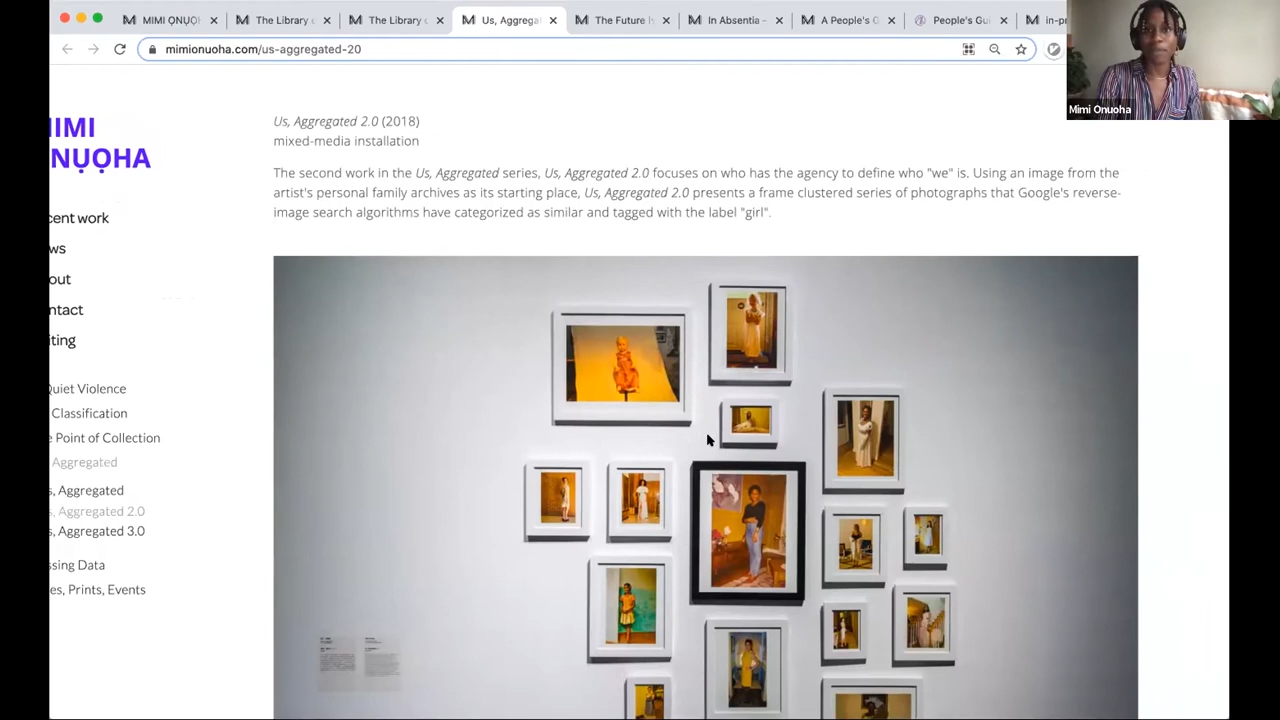 MIMI ỌNỤỌH
The Library o
The Library o
Us, Aggrega
The Future I
In Absentia –
A People's G
People's Gui
in-pr
mimionuoha.com/us-aggregated-20
Mimi Onuoha
IMI
NỤỌHA
cent work
ws
out
ntact
iting
Quiet Violence
Classification
e Point of Collection
Aggregated
s, Aggregated
s, Aggregated 2.0
s, Aggregated 3.0
ssing Data
es, Prints, Events
Us, Aggregated 2.0 (2018)
mixed-media installation
The second work in the Us, Aggregated series, Us, Aggregated 2.0 focuses on who has the agency to define who "we" is. Using an image from the
artist's personal family archives as its starting place, Us, Aggregated 2.0 presents a frame clustered series of photographs that Google's reverse-
image search algorithms have categorized as similar and tagged with the label "girl".